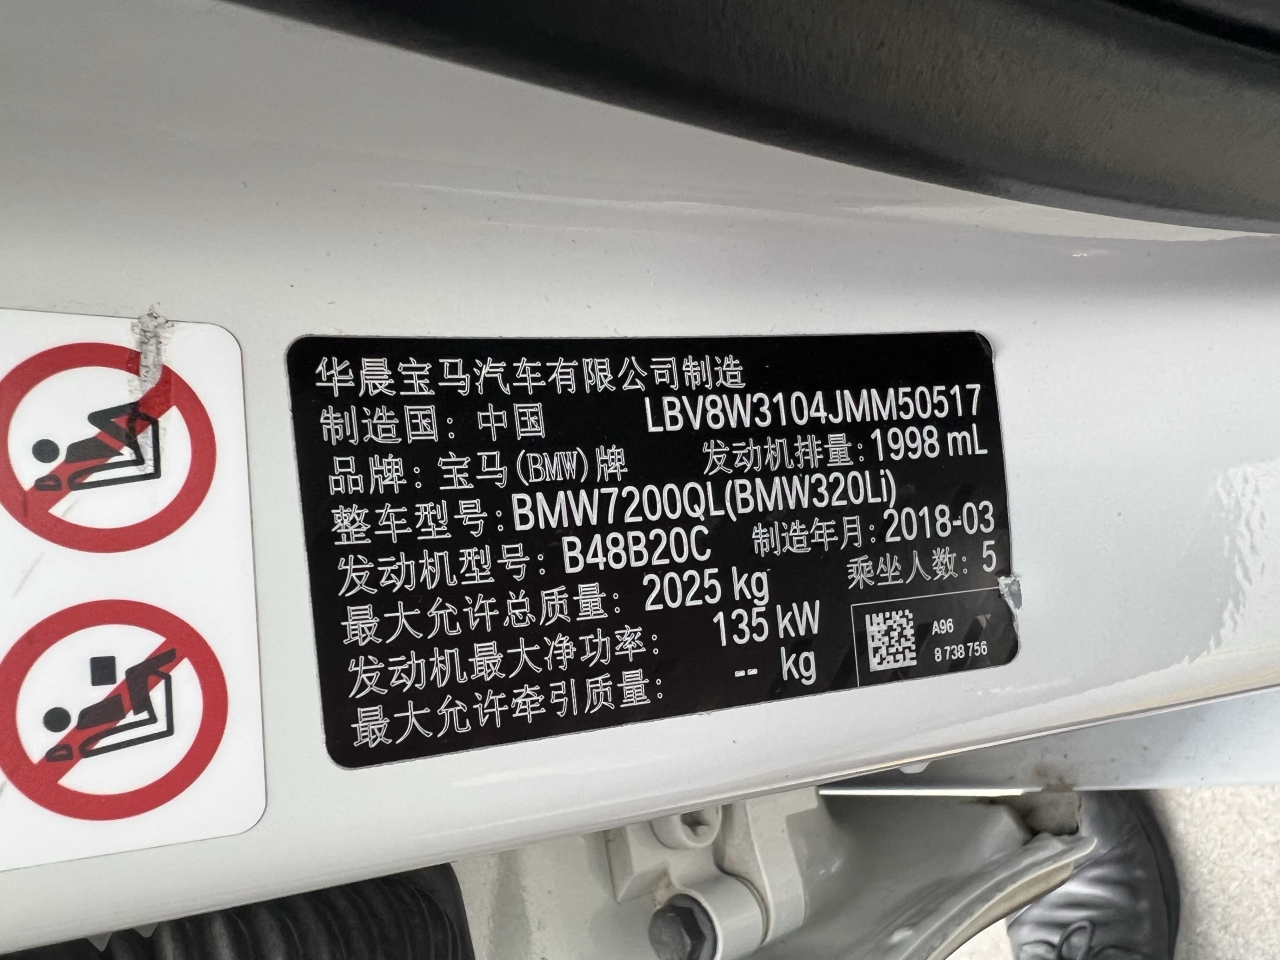 华晨宝马汽车有限公司制造
制造国：中国 LBV8W3104JMM50517
品牌：宝马(BMW)牌 发动机排量：1998 mL
整车型号：BMW7200QL(BMW320Li)
发动机型号：B48B20C 制造年月：2018-03
最大允许总质量：2025 kg 乘坐人数：5
发动机最大净功率：135 kW
最大允许牵引质量：-- kg
A96
8 738 756